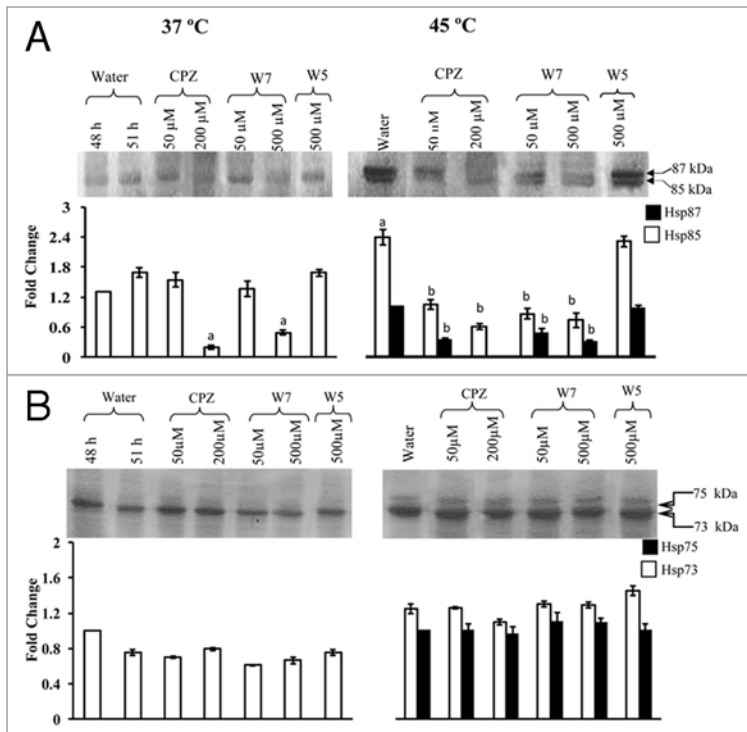 A
37 ºC
45 ºC
Water
CPZ
W7
W5
48 h
51 h
50 µM
200 µM
50 µM
500 µM
500 µM
CPZ
W7
W5
Water
50 µM
200 µM
50 µM
500 µM
500 µM
87 kDa
85 kDa
Hsp87
Hsp85
Fold Change
3
2.4
1.8
1.2
0.6
0
a
a
a
b
b
b
b
b
b
B
Water
CPZ
W7
W5
48 h
51 h
50µM
200µM
50µM
500µM
500µM
CPZ
W7
W5
Water
50µM
200µM
50µM
500µM
500µM
75 kDa
73 kDa
Hsp75
Hsp73
Fold Change
2
1.6
1.2
0.8
0.4
0